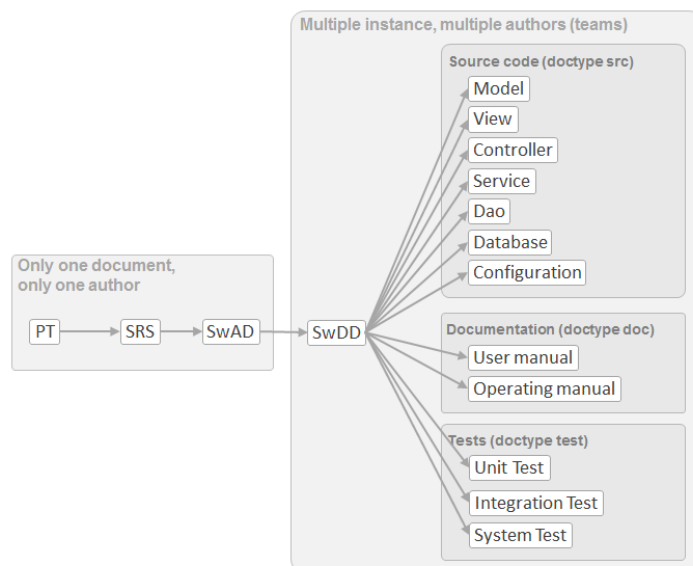 Multiple instance, multiple authors (teams)
Source code (doctype src)
Model
View
Controller
Service
Dao
Database
Configuration
Only one document,
only one author
PT
SRS
SwAD
SwDD
Documentation (doctype doc)
User manual
Operating manual
Tests (doctype test)
Unit Test
Integration Test
System Test